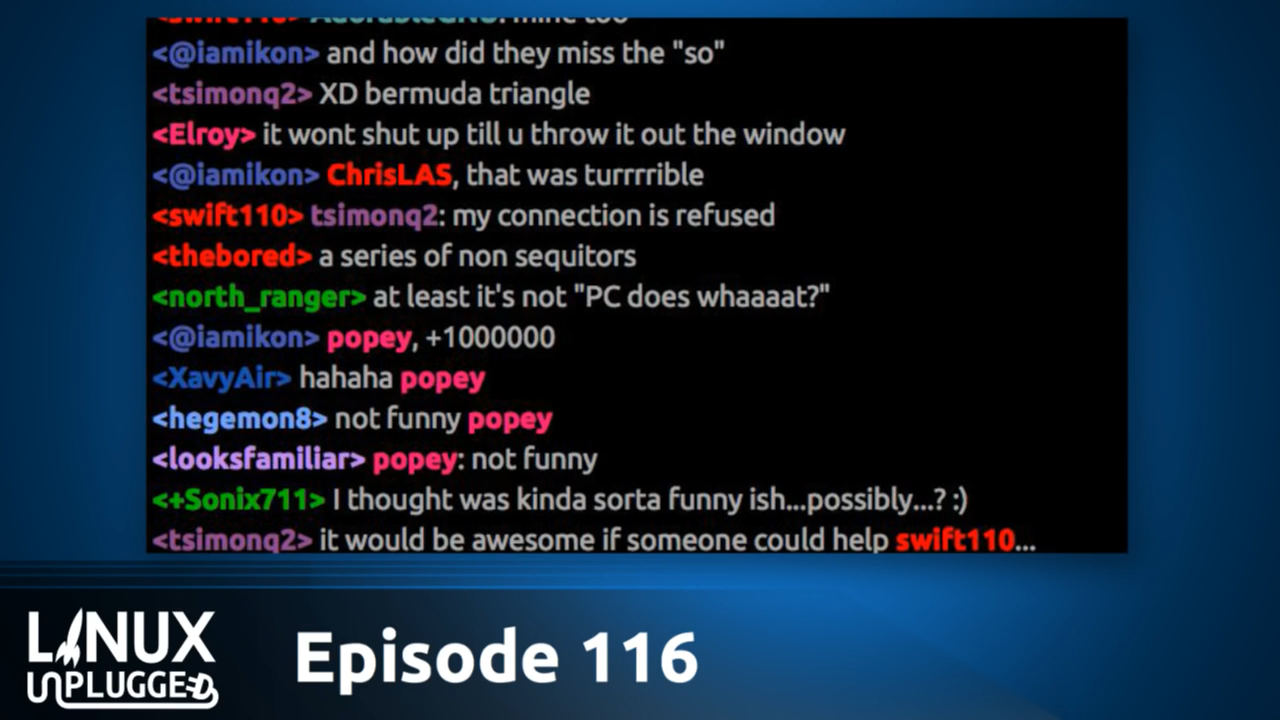 <swift110> AdorableGNU: mine too
<@iamikon> and how did they miss the "so"
<tsimonq2> XD bermuda triangle
<Elroy> it wont shut up till u throw it out the window
<@iamikon> ChrisLAS, that was turrrrible
<swift110> tsimonq2: my connection is refused
<thebored> a series of non sequitors
<north_ranger> at least it's not "PC does whaaaat?"
<@iamikon> popey, +1000000
<XavyAir> hahaha popey
<hegemon8> not funny popey
<looksfamiliar> popey: not funny
<+Sonix711> I thought was kinda sorta funny ish...possibly...? :)
<tsimonq2> it would be awesome if someone could help swift110...
LINUX
UNPLUGGED
Episode 116